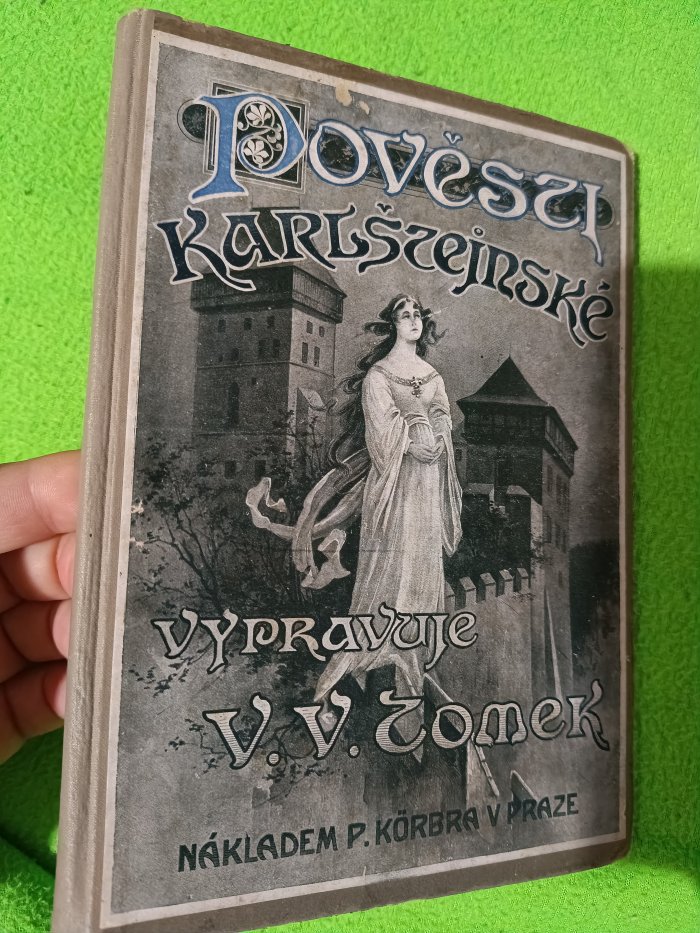 Pověsti
Karlštejnské
Vypravuje
V. V. Tomek
NÁKLADEM P. KÖRBRA V PRAZE